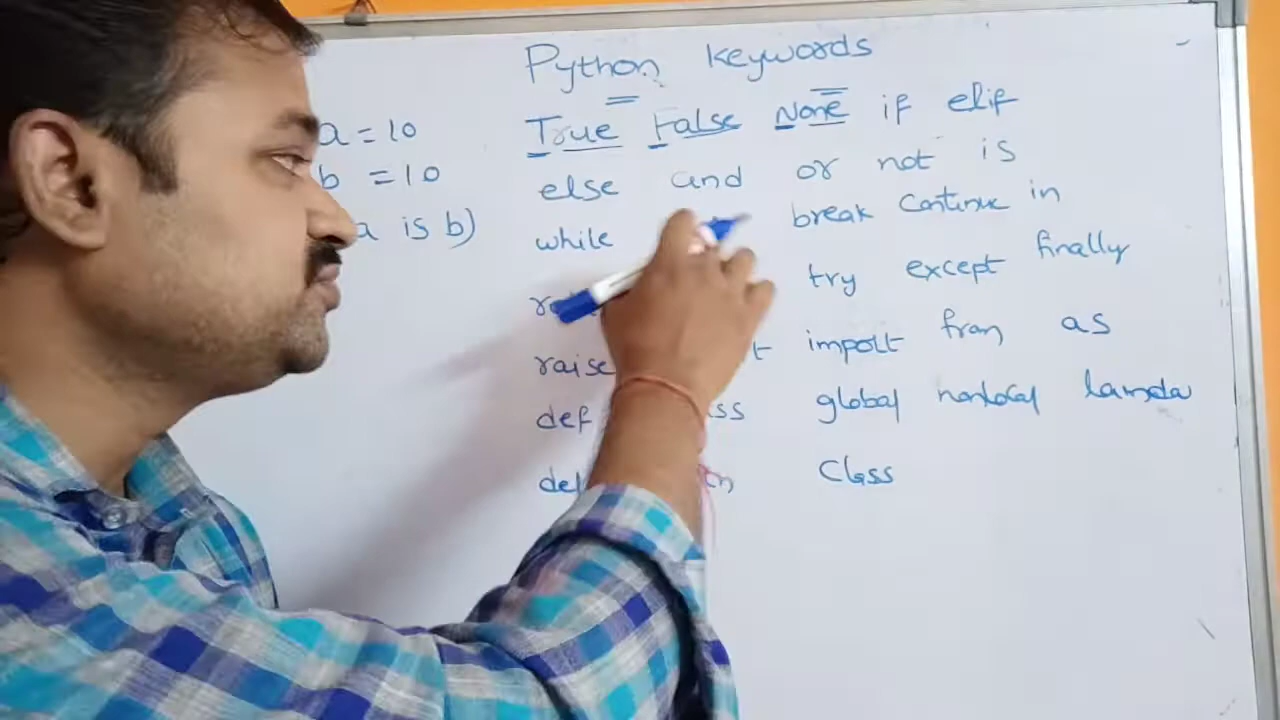 Python Keywords
a = 10
True False None if elif
b = 10
else and or not is
a is b)
while break continue in
try except finally
raise import from as
def global nonlocal lamda
Class